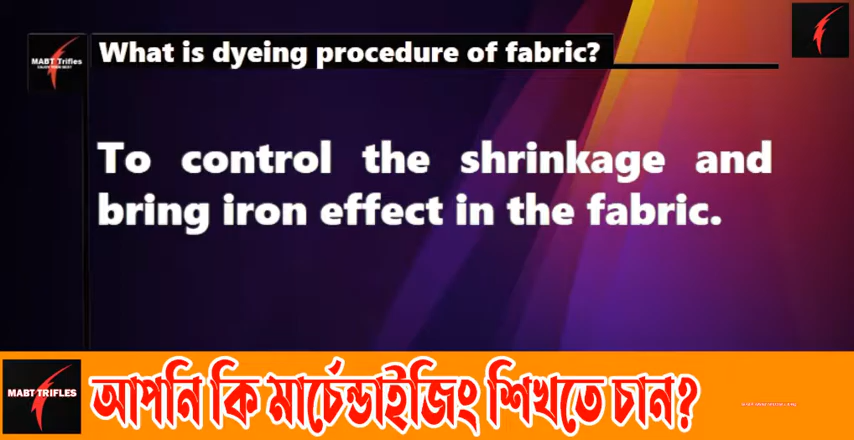 MABT Trifles
What is dyeing procedure of fabric?
To control the shrinkage and
bring iron effect in the fabric.
MABT TRIFLES
আপনি কি মার্চেন্ডাইজিং শিখতে চান?